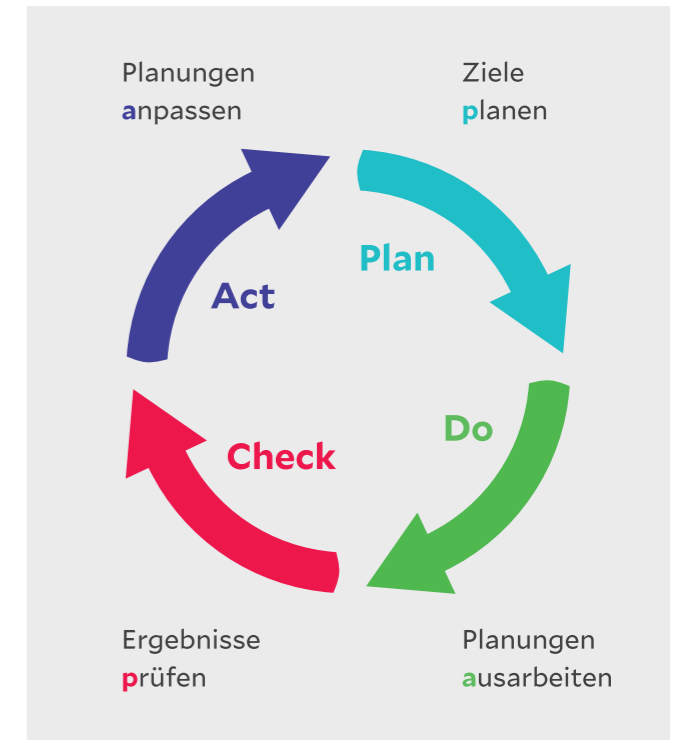 Planungen
anpassen
Ziele
planen
Plan
Act
Do
Check
Ergebnisse
prüfen
Planungen
ausarbeiten